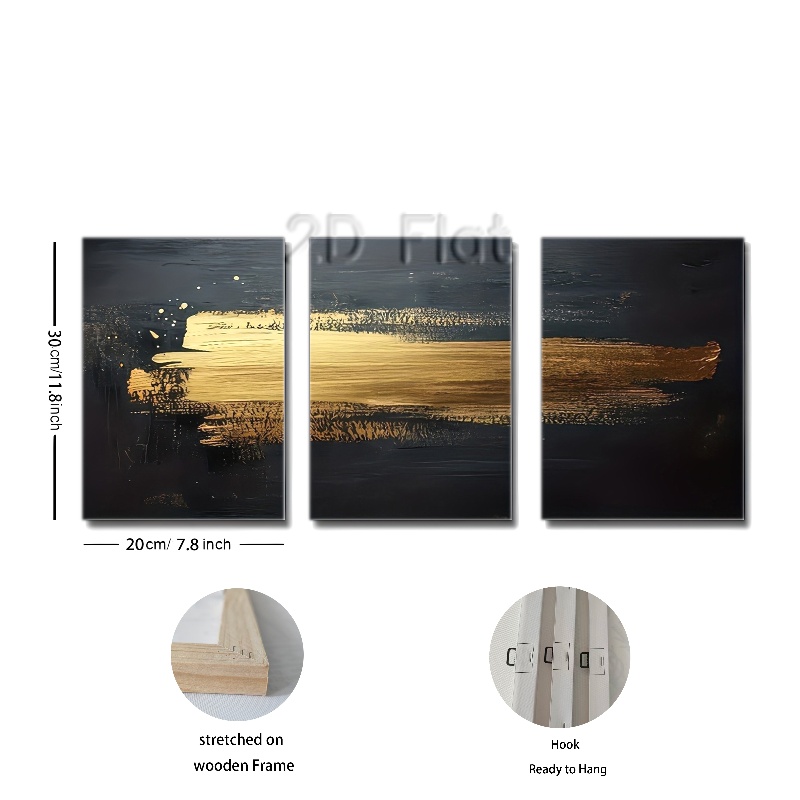 2D Flat
30cm/11.8inch
20cm/ 7.8 inch
stretched on
wooden Frame
Hook
Ready to Hang